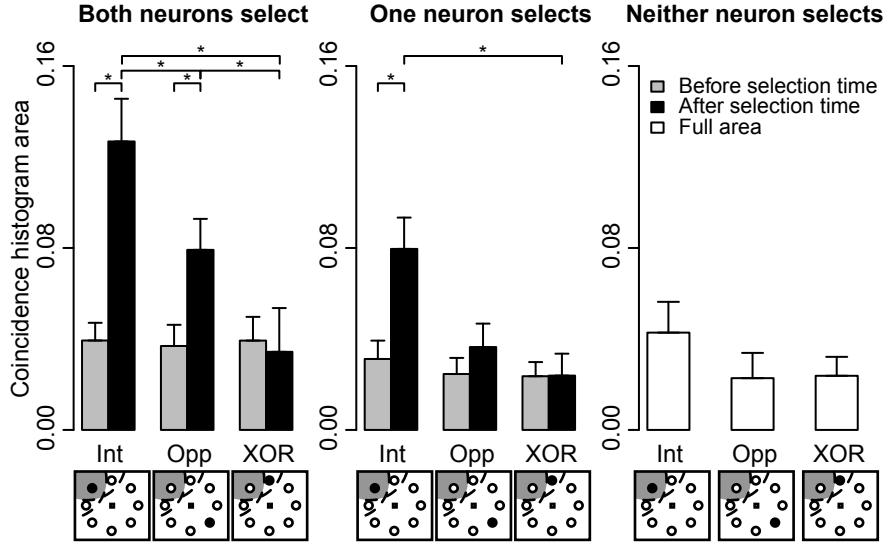 Both neurons select
One neuron selects
Neither neuron selects
Coincidence histogram area
0.16
0.08
0.00
*
*
*
*
*
Int
Opp
XOR
0.16
0.08
0.00
*
*
Int
Opp
XOR
0.16
0.08
0.00
Before selection time
After selection time
Full area
Int
Opp
XOR